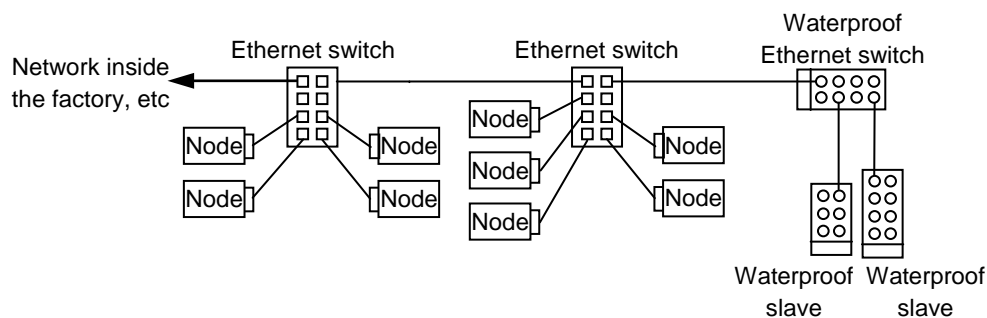 Network inside
the factory, etc
Ethernet switch
Ethernet switch
Waterproof
Ethernet switch
Node
Node
Node
Node
Node
Node
Node
Node
Node
Waterproof
slave
Waterproof
slave